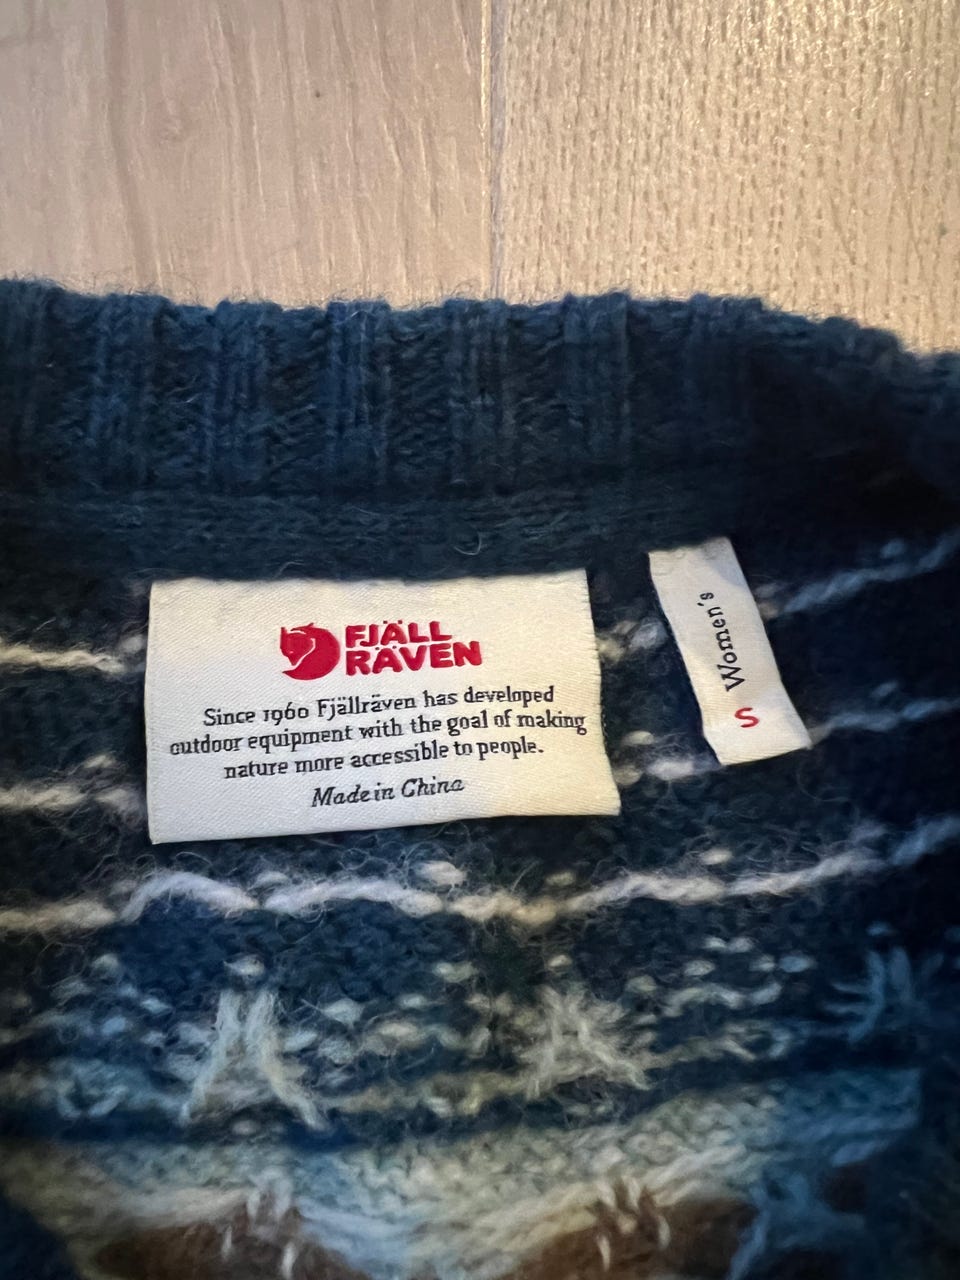 FJÄLL
RÄVEN
Since 1960 Fjällräven has developed
outdoor equipment with the goal of making
nature more accessible to people.
Made in China
Women's
S